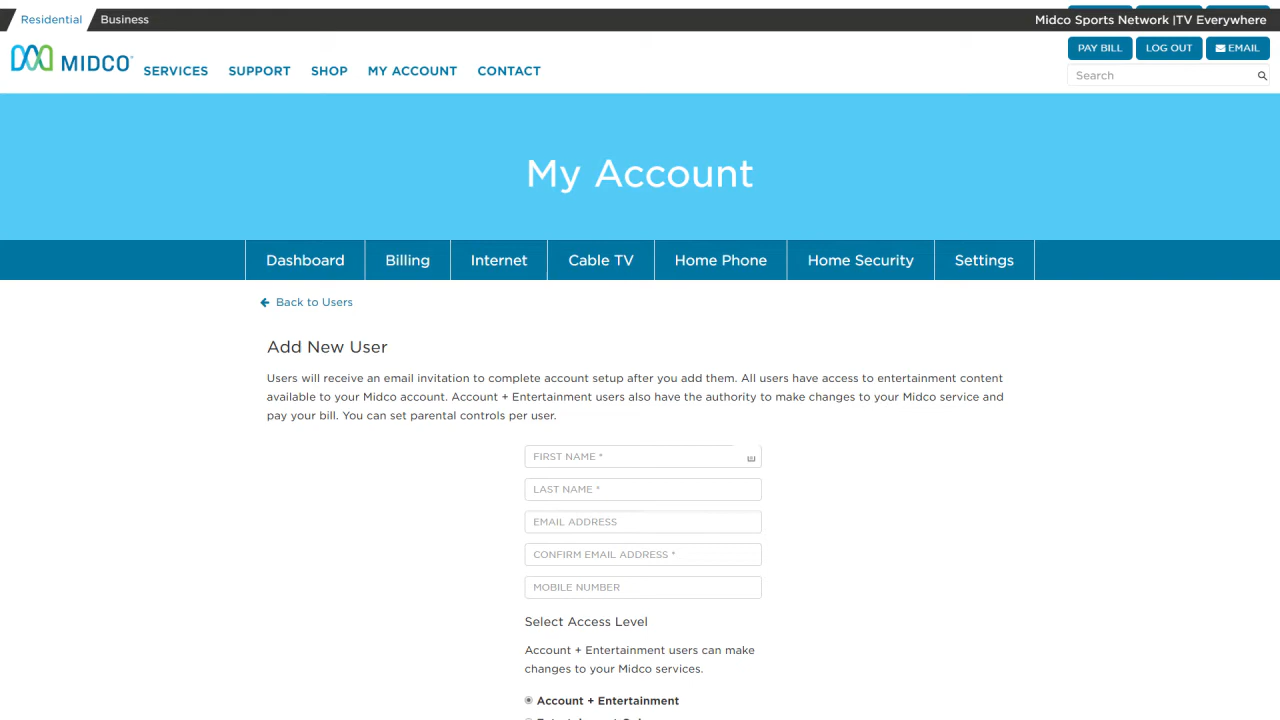 Residential
Business
Midco Sports Network |TV Everywhere
MIDCO
SERVICES
SUPPORT
SHOP
MY ACCOUNT
CONTACT
PAY BILL
LOG OUT
EMAIL
Search
My Account
Dashboard
Billing
Internet
Cable TV
Home Phone
Home Security
Settings
Back to Users
Add New User
Users will receive an email invitation to complete account setup after you add them. All users have access to entertainment content
available to your Midco account. Account + Entertainment users also have the authority to make changes to your Midco service and
pay your bill. You can set parental controls per user.
FIRST NAME *
LAST NAME *
EMAIL ADDRESS
CONFIRM EMAIL ADDRESS *
MOBILE NUMBER
Select Access Level
Account + Entertainment users can make
changes to your Midco services.
Account + Entertainment